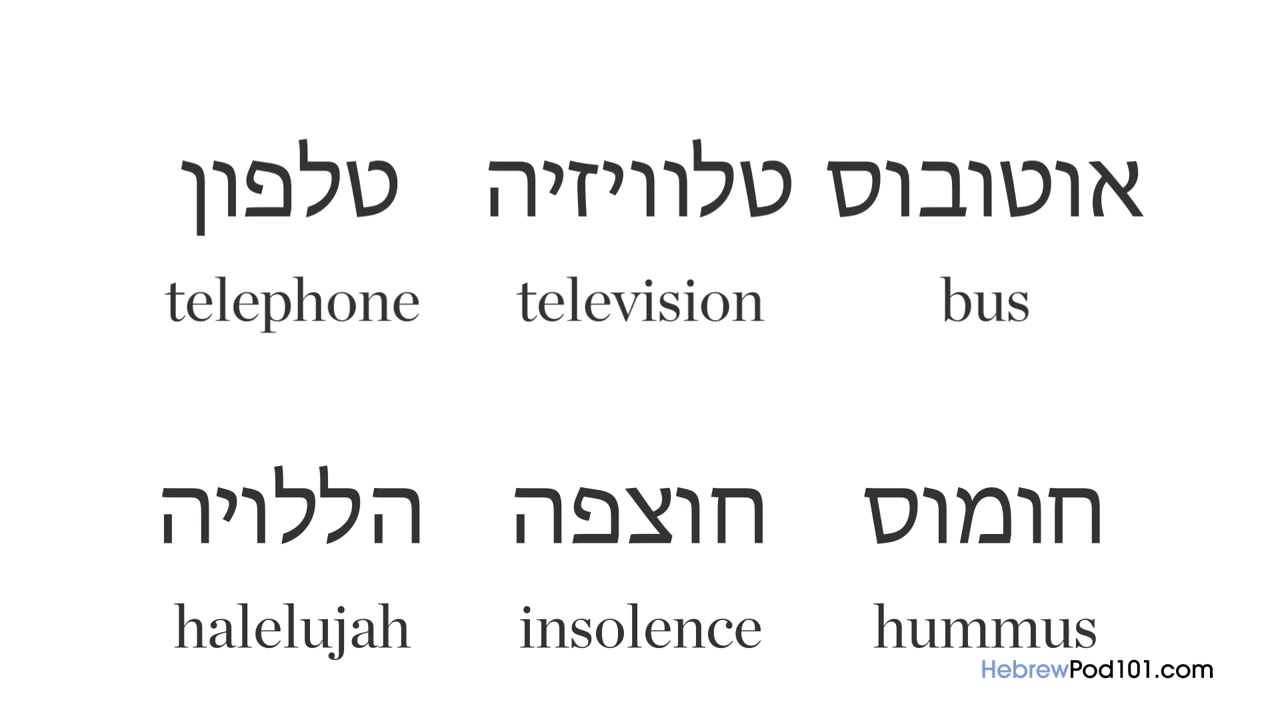 טלפון טלוויזיה אוטובוס
telephone television bus
הללויה חוצפה חומוס
halelujah insolence hummus
HebrewPod101.com